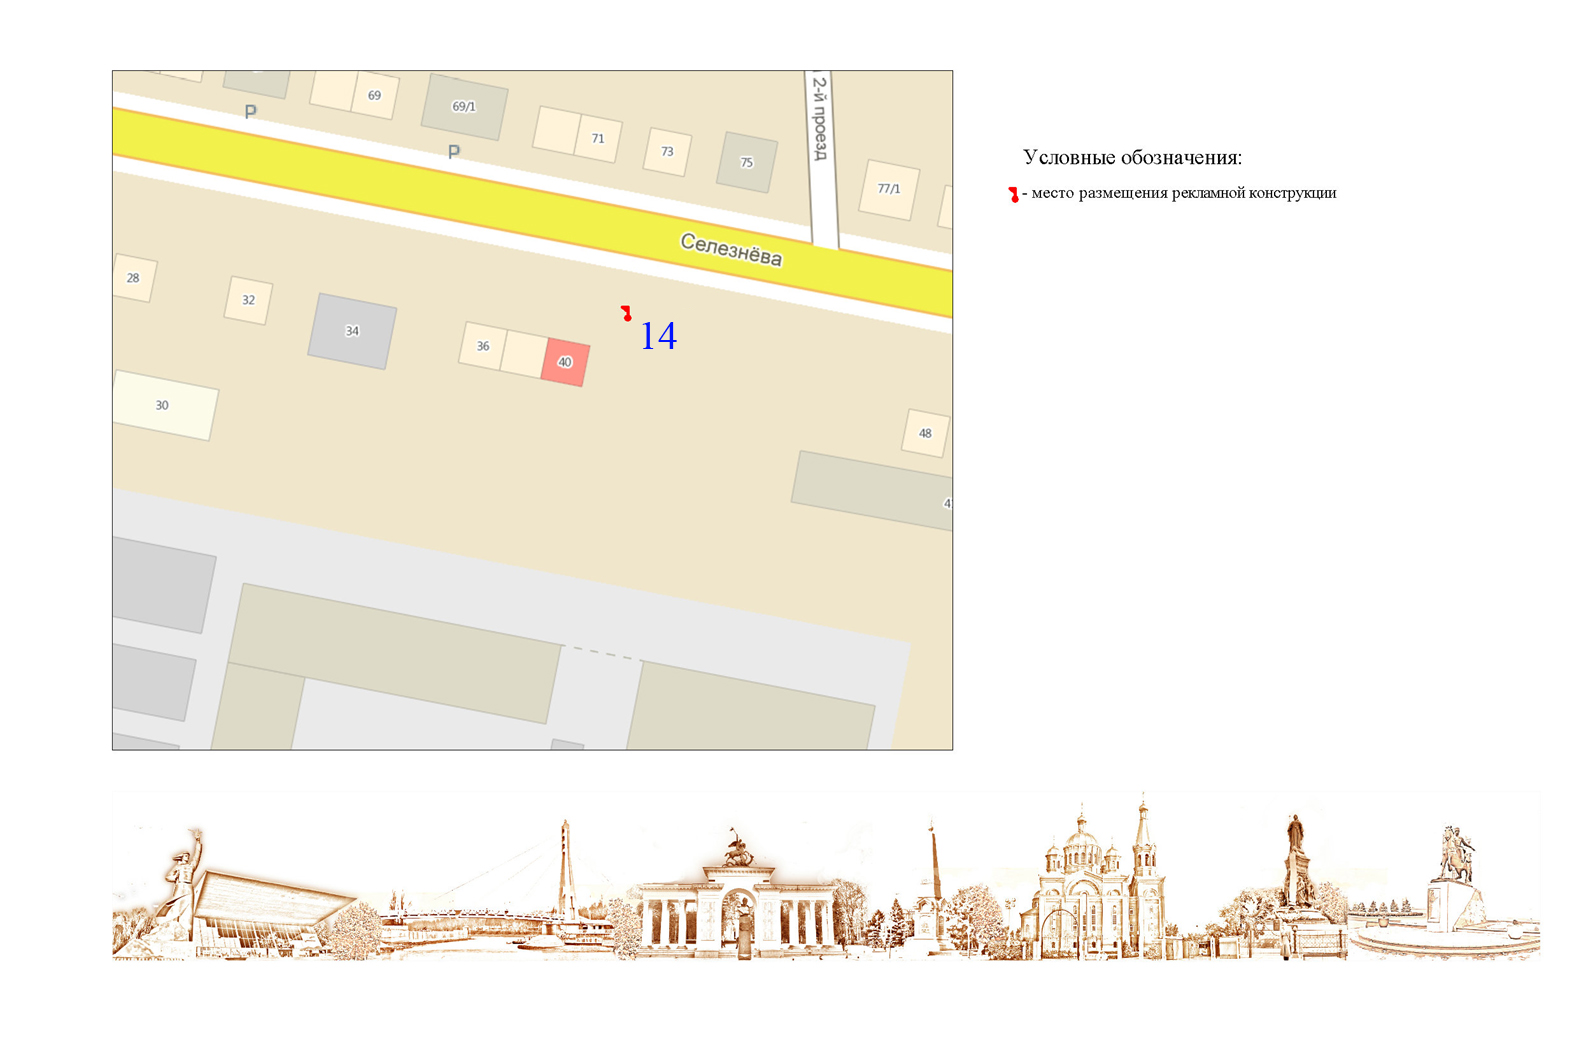 69
69/1
71
73
75
2-й проезд
77/1
P
P
Селезнёва
28
32
34
36
40
14
30
48
Условные обозначения:
- место размещения рекламной конструкции